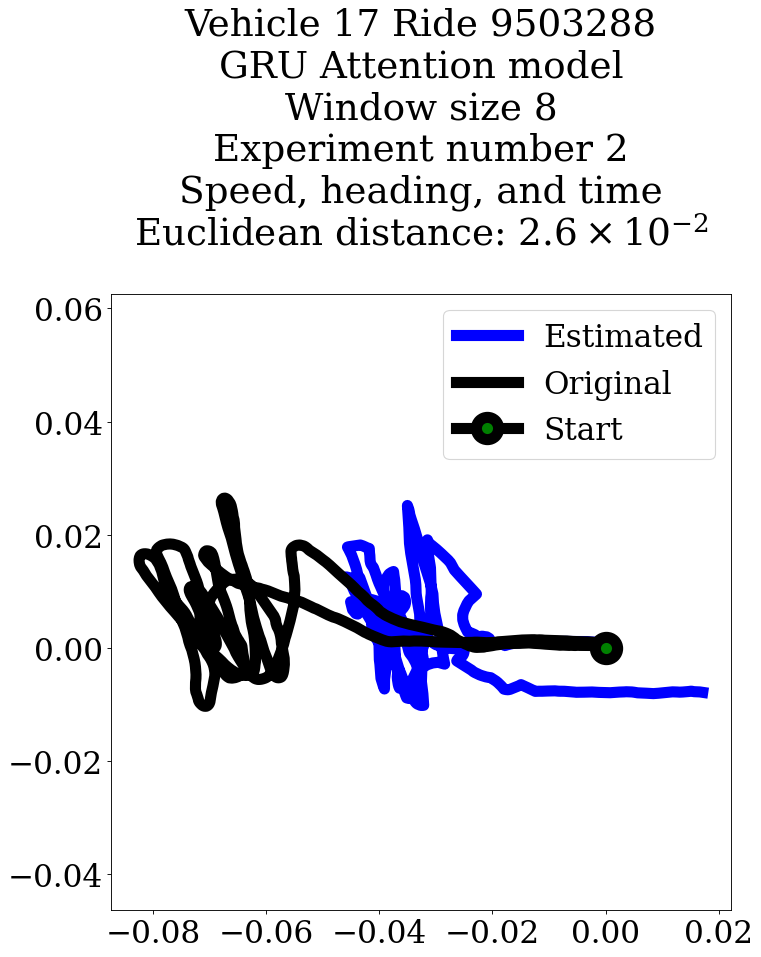 Vehicle 17 Ride 9503288
GRU Attention model
Window size 8
Experiment number 2
Speed, heading, and time
Euclidean distance: 2.6 × 10⁻²
0.06
0.04
0.02
0.00
−0.02
−0.04
Estimated
Original
Start
−0.08 −0.06 −0.04 −0.02 0.00 0.02